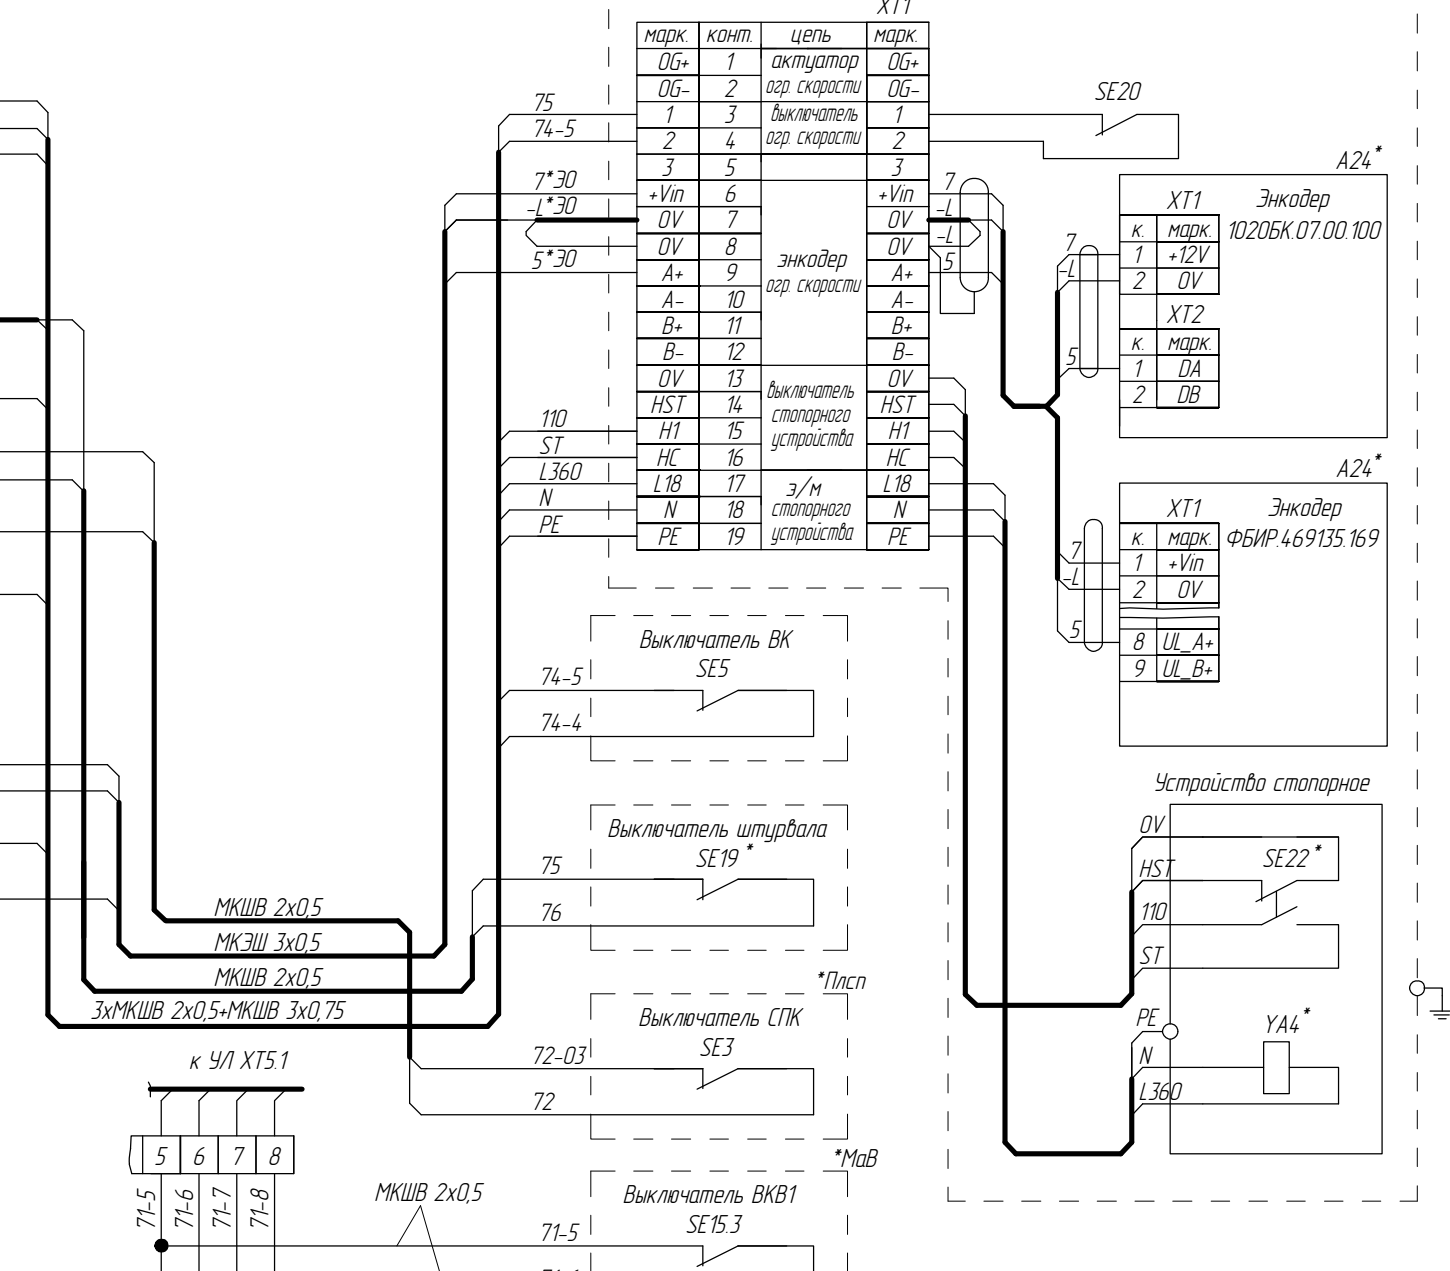 XT1
марк. конт. цепь марк.
OG+ 1 актуатор OG+
OG- 2 огр. скорости OG-
1 3 выключатель 1
2 4 огр. скорости 2
3 5 3
+Vin 6 +Vin
0V 7 0V
0V 8 энкодер 0V
A+ 9 огр. скорости A+
A- 10 A-
B+ 11 B+
B- 12 B-
0V 13 выключатель 0V
HST 14 стопорного HST
H1 15 устройства H1
HC 16 HC
L18 17 э/м L18
N 18 стопорного N
PE 19 устройства PE
75
74-5
7*ЭО
-L*ЭО
5*ЭО
110
ST
L360
N
PE
7
-L
-L
5
SE20
A24*
XT1 Энкодер
к. марк. 1020БК.07.00.100
7 1 +12V
-L 2 0V
XT2
к. марк.
5 1 DA
2 DB
A24*
XT1 Энкодер
к. марк. ФБИР.469135.169
7 1 +Vin
-L 2 0V
5 8 UL_A+
9 UL_B+
Выключатель ВК
SE5
74-5
74-4
Выключатель штурвала
SE19*
75
76
*Плсп
Выключатель СПК
SE3
72-03
72
*МаВ
Выключатель ВКВ1
SE15.3
71-5
Устройство стопорное
0V
SE22*
HST
110
ST
PE
YA4*
N
L360
МКШВ 2х0,5
МКЭШ 3х0,5
МКШВ 2х0,5
3хМКШВ 2х0,5+МКШВ 3х0,75
к УЛ XT5.1
5 6 7 8
71-5 71-6 71-7 71-8
МКШВ 2х0,5